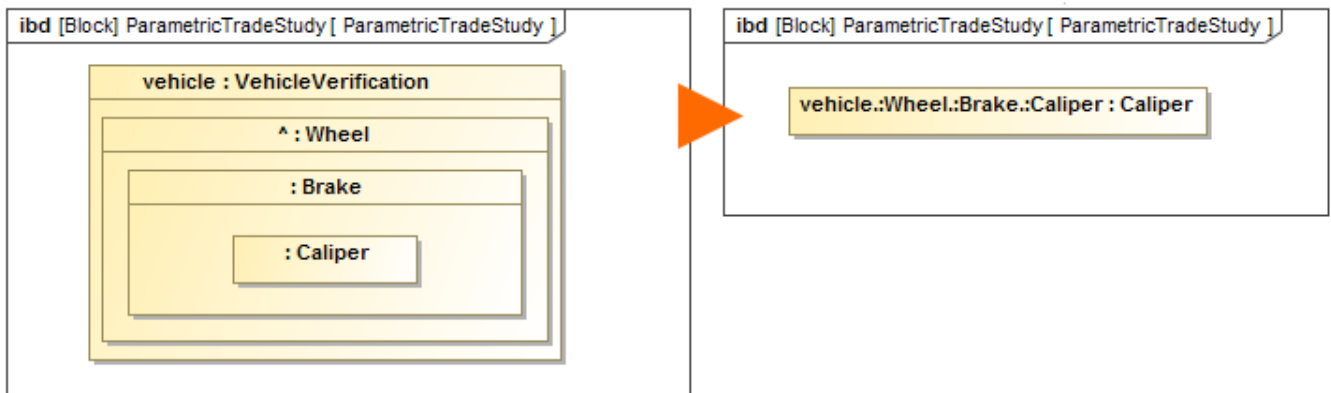 ibd [Block] ParametricTradeStudy [ ParametricTradeStudy ]
vehicle : VehicleVerification
^ : Wheel
: Brake
: Caliper
ibd [Block] ParametricTradeStudy [ ParametricTradeStudy ]
vehicle.:Wheel.:Brake.:Caliper : Caliper